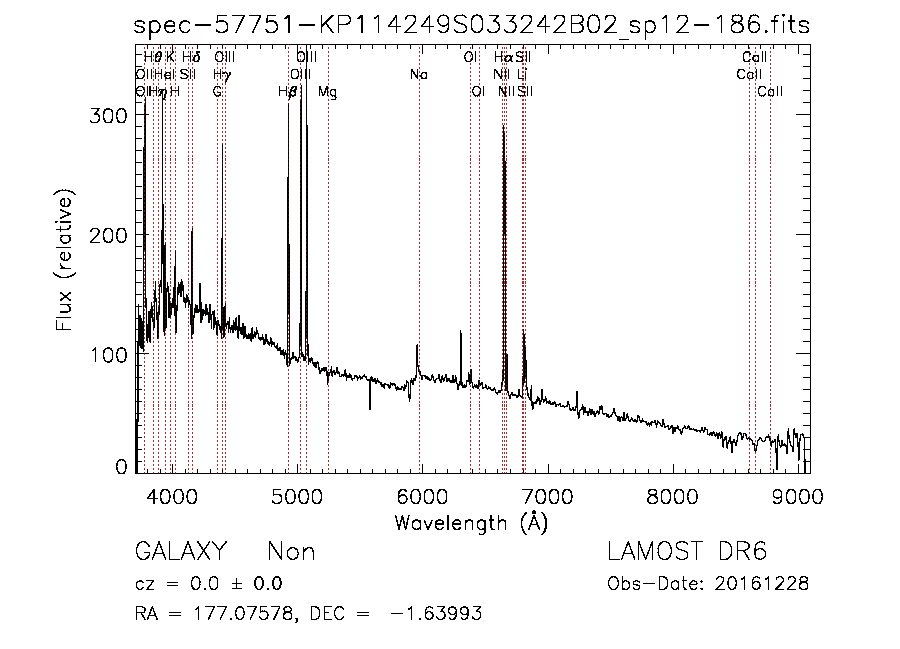 spec-57751-KP114249S033242B02_sp12-186.fits
Hθ K Hδ OIII OIII OI Hα SII CaII
OII HeI SII Hγ OIII Na NII Li CaII
OII Hη H G Hβ Mg OI NII SII CaII
300
200
100
0
Flux (relative)
4000 5000 6000 7000 8000 9000
Wavelength (Å)
GALAXY Non LAMOST DR6
cz = 0.0 ± 0.0 Obs-Date: 20161228
RA = 177.07578, DEC = -1.63993